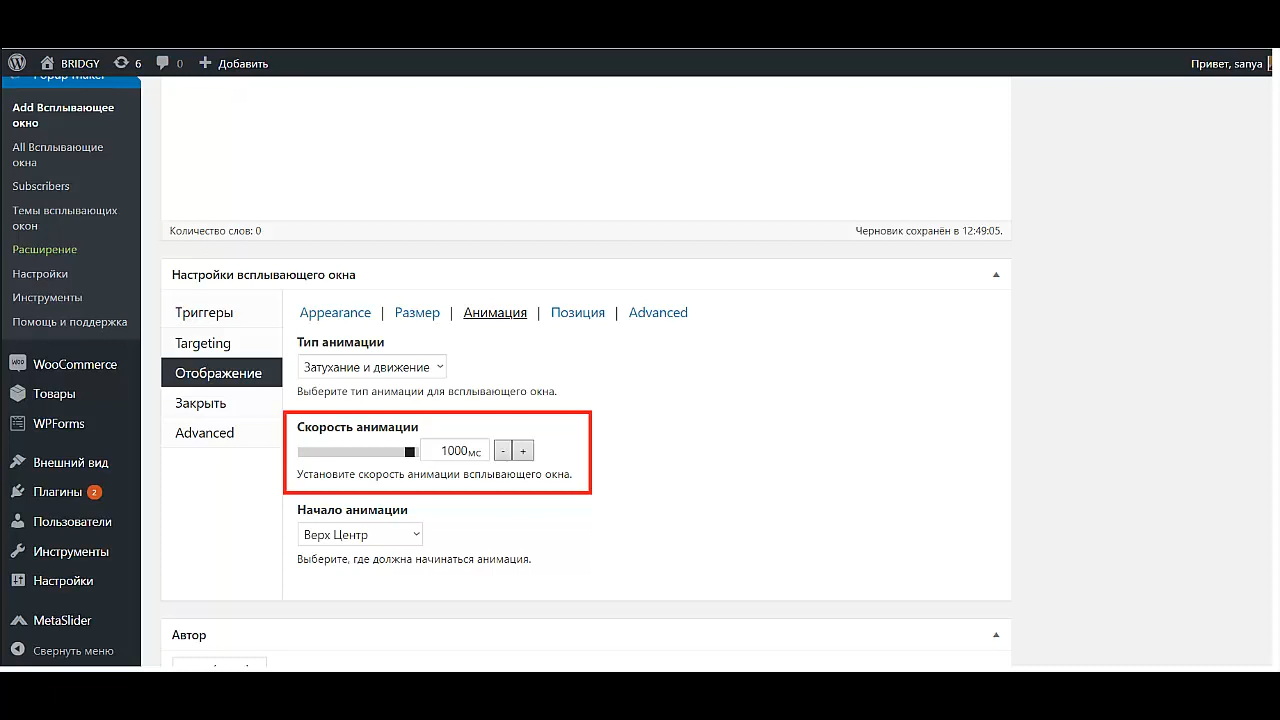 BRIDGY 6 0 Добавить Привет, sanya
Popup Maker
Add Всплывающее
окно
All Всплывающие
окна
Subscribers
Темы всплывающих
окон
Расширение
Настройки
Инструменты
Помощь и поддержка
WooCommerce
Товары
WPForms
Внешний вид
Плагины 2
Пользователи
Инструменты
Настройки
MetaSlider
Свернуть меню
Количество слов: 0 Черновик сохранён в 12:49:05.
Настройки всплывающего окна
Триггеры
Targeting
Отображение
Закрыть
Advanced
Appearance | Размер | Анимация | Позиция | Advanced
Тип анимации
Затухание и движение
Выберите тип анимации для всплывающего окна.
Скорость анимации
1000мс - +
Установите скорость анимации всплывающего окна.
Начало анимации
Верх Центр
Выберите, где должна начинаться анимация.
Автор